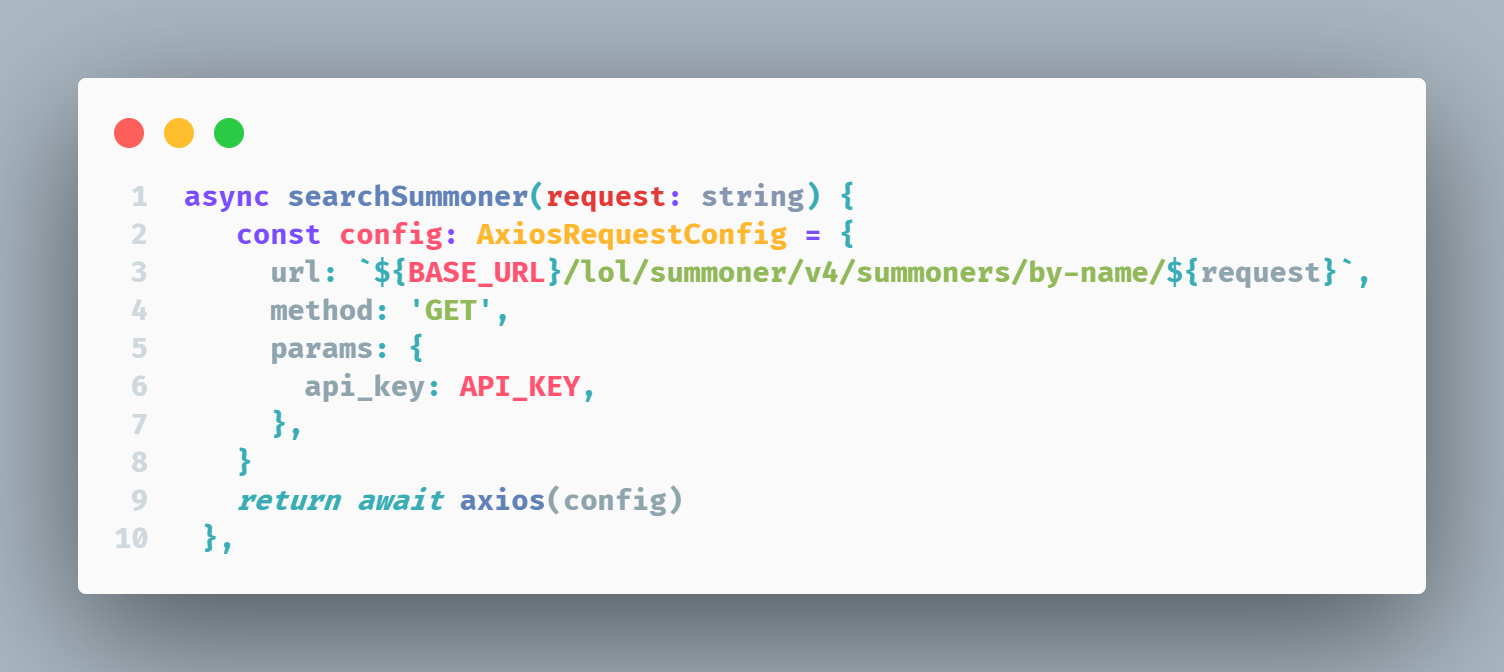 1 async searchSummoner(request: string) {
2 const config: AxiosRequestConfig = {
3 url: `${BASE_URL}/lol/summoner/v4/summoners/by-name/${request}`,
4 method: 'GET',
5 params: {
6 api_key: API_KEY,
7 },
8 }
9 return await axios(config)
10 },